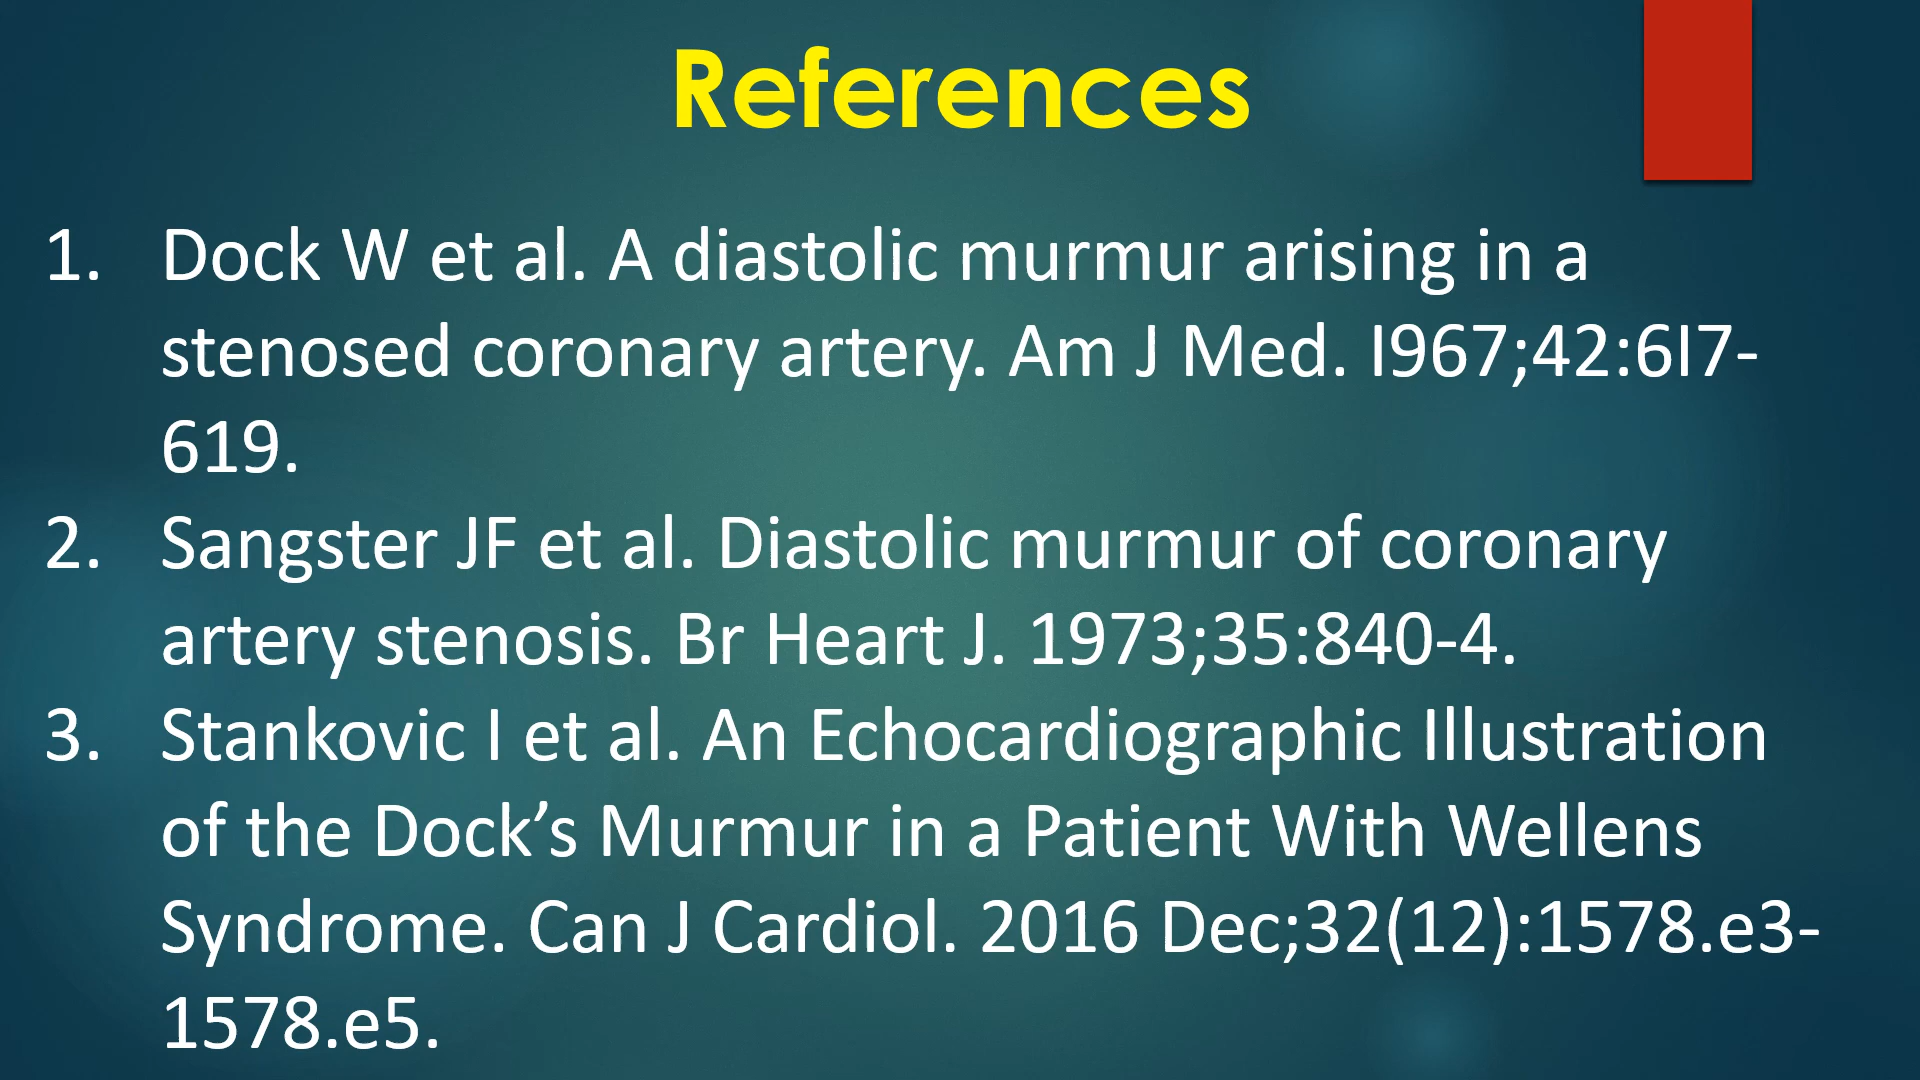 References
1. Dock W et al. A diastolic murmur arising in a
stenosed coronary artery. Am J Med. I967;42:6I7-
619.
2. Sangster JF et al. Diastolic murmur of coronary
artery stenosis. Br Heart J. 1973;35:840-4.
3. Stankovic I et al. An Echocardiographic Illustration
of the Dock’s Murmur in a Patient With Wellens
Syndrome. Can J Cardiol. 2016 Dec;32(12):1578.e3-
1578.e5.